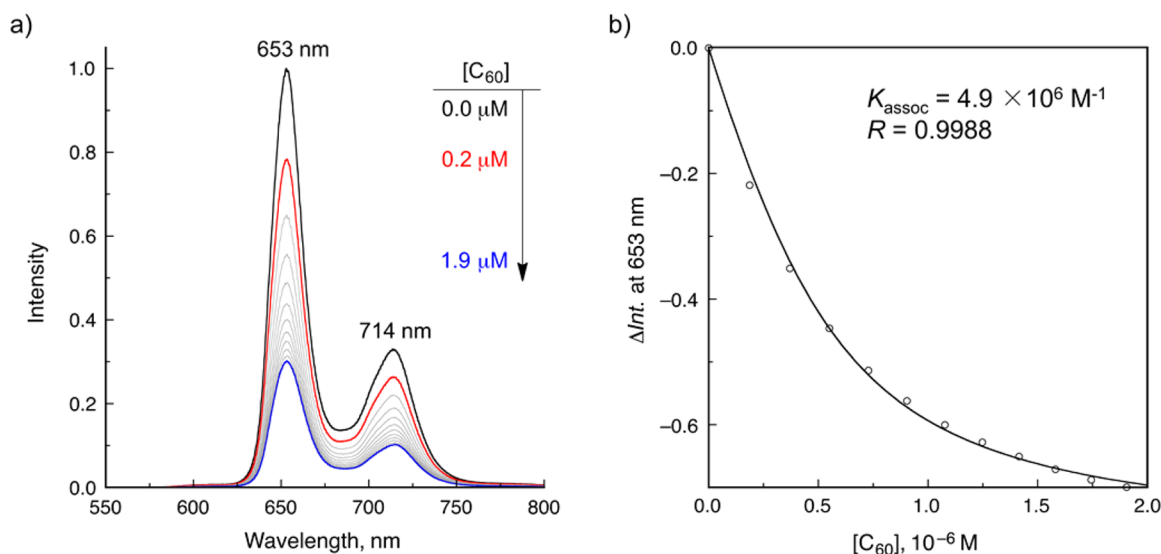 a)
653 nm
[C₆₀]
0.0 μM
0.2 μM
1.9 μM
714 nm
1.0
0.8
0.6
0.4
0.2
0.0
Intensity
550 600 650 700 750 800
Wavelength, nm
b)
K_assoc = 4.9 × 10⁶ M⁻¹
R = 0.9988
0.0
−0.2
−0.4
−0.6
ΔInt. at 653 nm
0.0 0.5 1.0 1.5 2.0
[C₆₀], 10⁻⁶ M